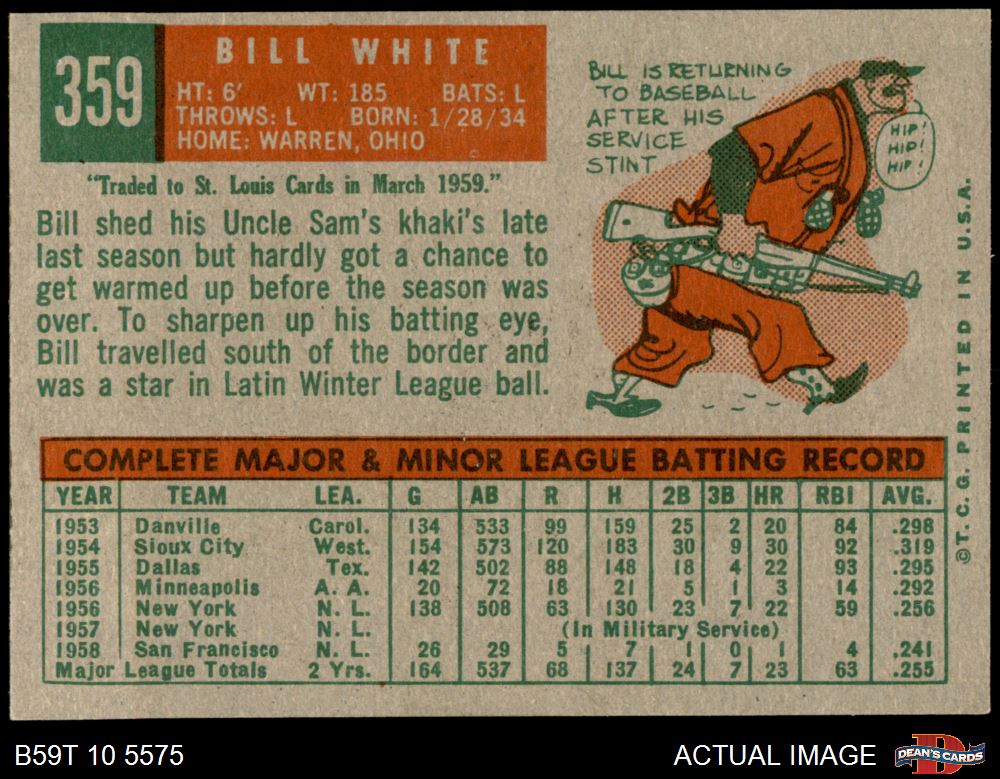 359
BILL WHITE
HT: 6' WT: 185 BATS: L
THROWS: L BORN: 1/28/34
HOME: WARREN, OHIO
"Traded to St. Louis Cards in March 1959."
Bill shed his Uncle Sam's khaki's late
last season but hardly got a chance to
get warmed up before the season was
over. To sharpen up his batting eye,
Bill travelled south of the border and
was a star in Latin Winter League ball.
BILL IS RETURNING
TO BASEBALL
AFTER HIS
SERVICE
STINT
HIP!
HIP!
HIP!
COMPLETE MAJOR & MINOR LEAGUE BATTING RECORD
YEAR TEAM LEA. G AB R H 2B 3B HR RBI AVG.
1953 Danville Carol. 134 533 99 159 25 2 20 84 .298
1954 Sioux City West. 154 573 120 183 30 9 30 92 .319
1955 Dallas Tex. 142 502 88 148 18 4 22 93 .295
1956 Minneapolis A. A. 20 72 18 21 5 1 3 14 .292
1956 New York N. L. 138 508 63 130 23 7 22 59 .256
1957 New York N. L. (In Military Service)
1958 San Francisco N. L. 26 29 5 7 1 0 1 4 .241
Major League Totals 2 Yrs. 164 537 68 137 24 7 23 63 .255
©T.C.G. PRINTED IN U.S.A.
B59T 10 5575
ACTUAL IMAGE
D
DEAN'S CARDS